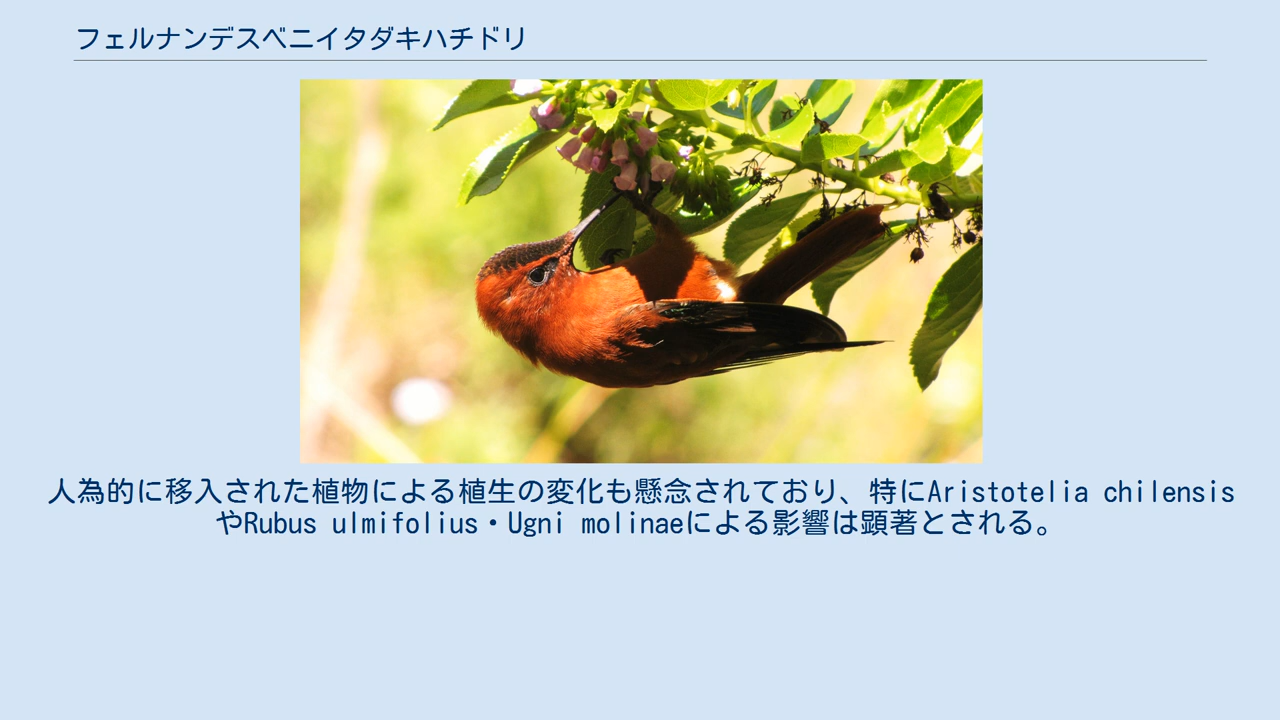 フェルナンデスベニイタダキハチドリ
人為的に移入された植物による植生の変化も懸念されており、特にAristotelia chilensis
やRubus ulmifolius・Ugni molinaeによる影響は顕著とされる。